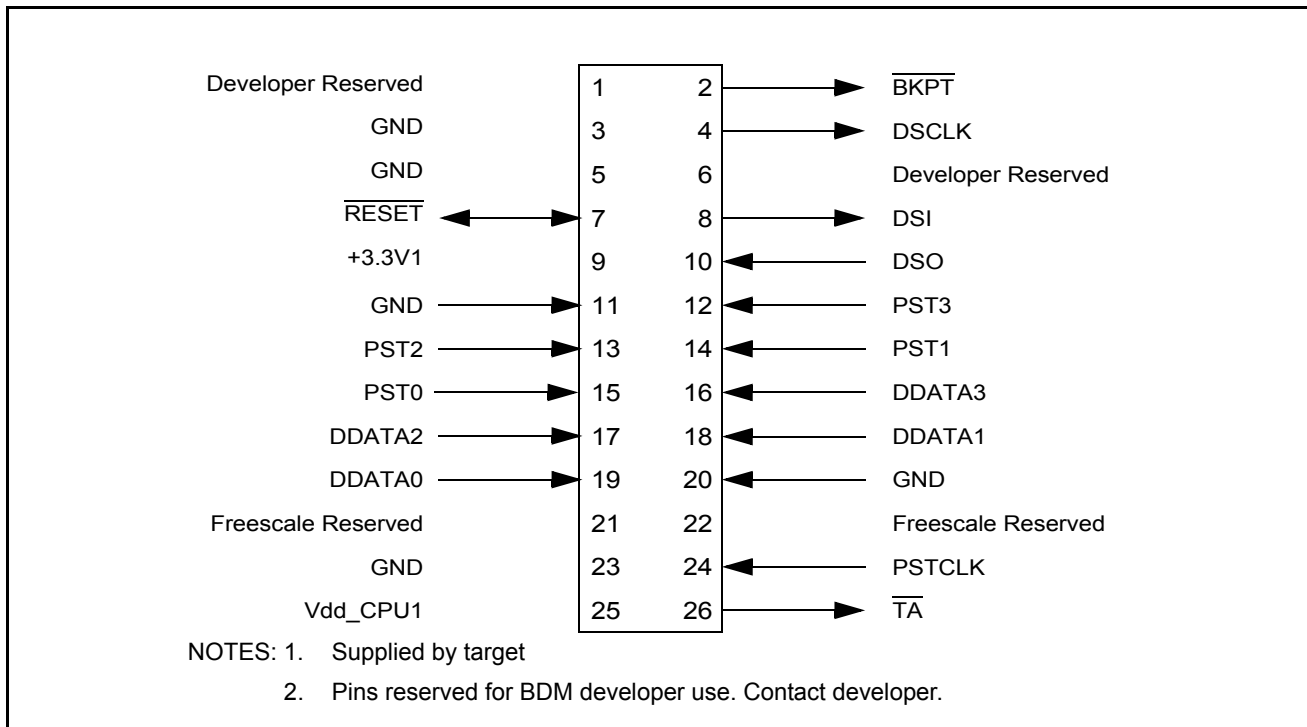 Developer Reserved 1 2 B̅K̅P̅T̅
GND 3 4 DSCLK
GND 5 6 Developer Reserved
R̅E̅S̅E̅T̅ 7 8 DSI
+3.3V1 9 10 DSO
GND 11 12 PST3
PST2 13 14 PST1
PST0 15 16 DDATA3
DDATA2 17 18 DDATA1
DDATA0 19 20 GND
Freescale Reserved 21 22 Freescale Reserved
GND 23 24 PSTCLK
Vdd_CPU1 25 26 T̅A̅
NOTES: 1. Supplied by target
2. Pins reserved for BDM developer use. Contact developer.